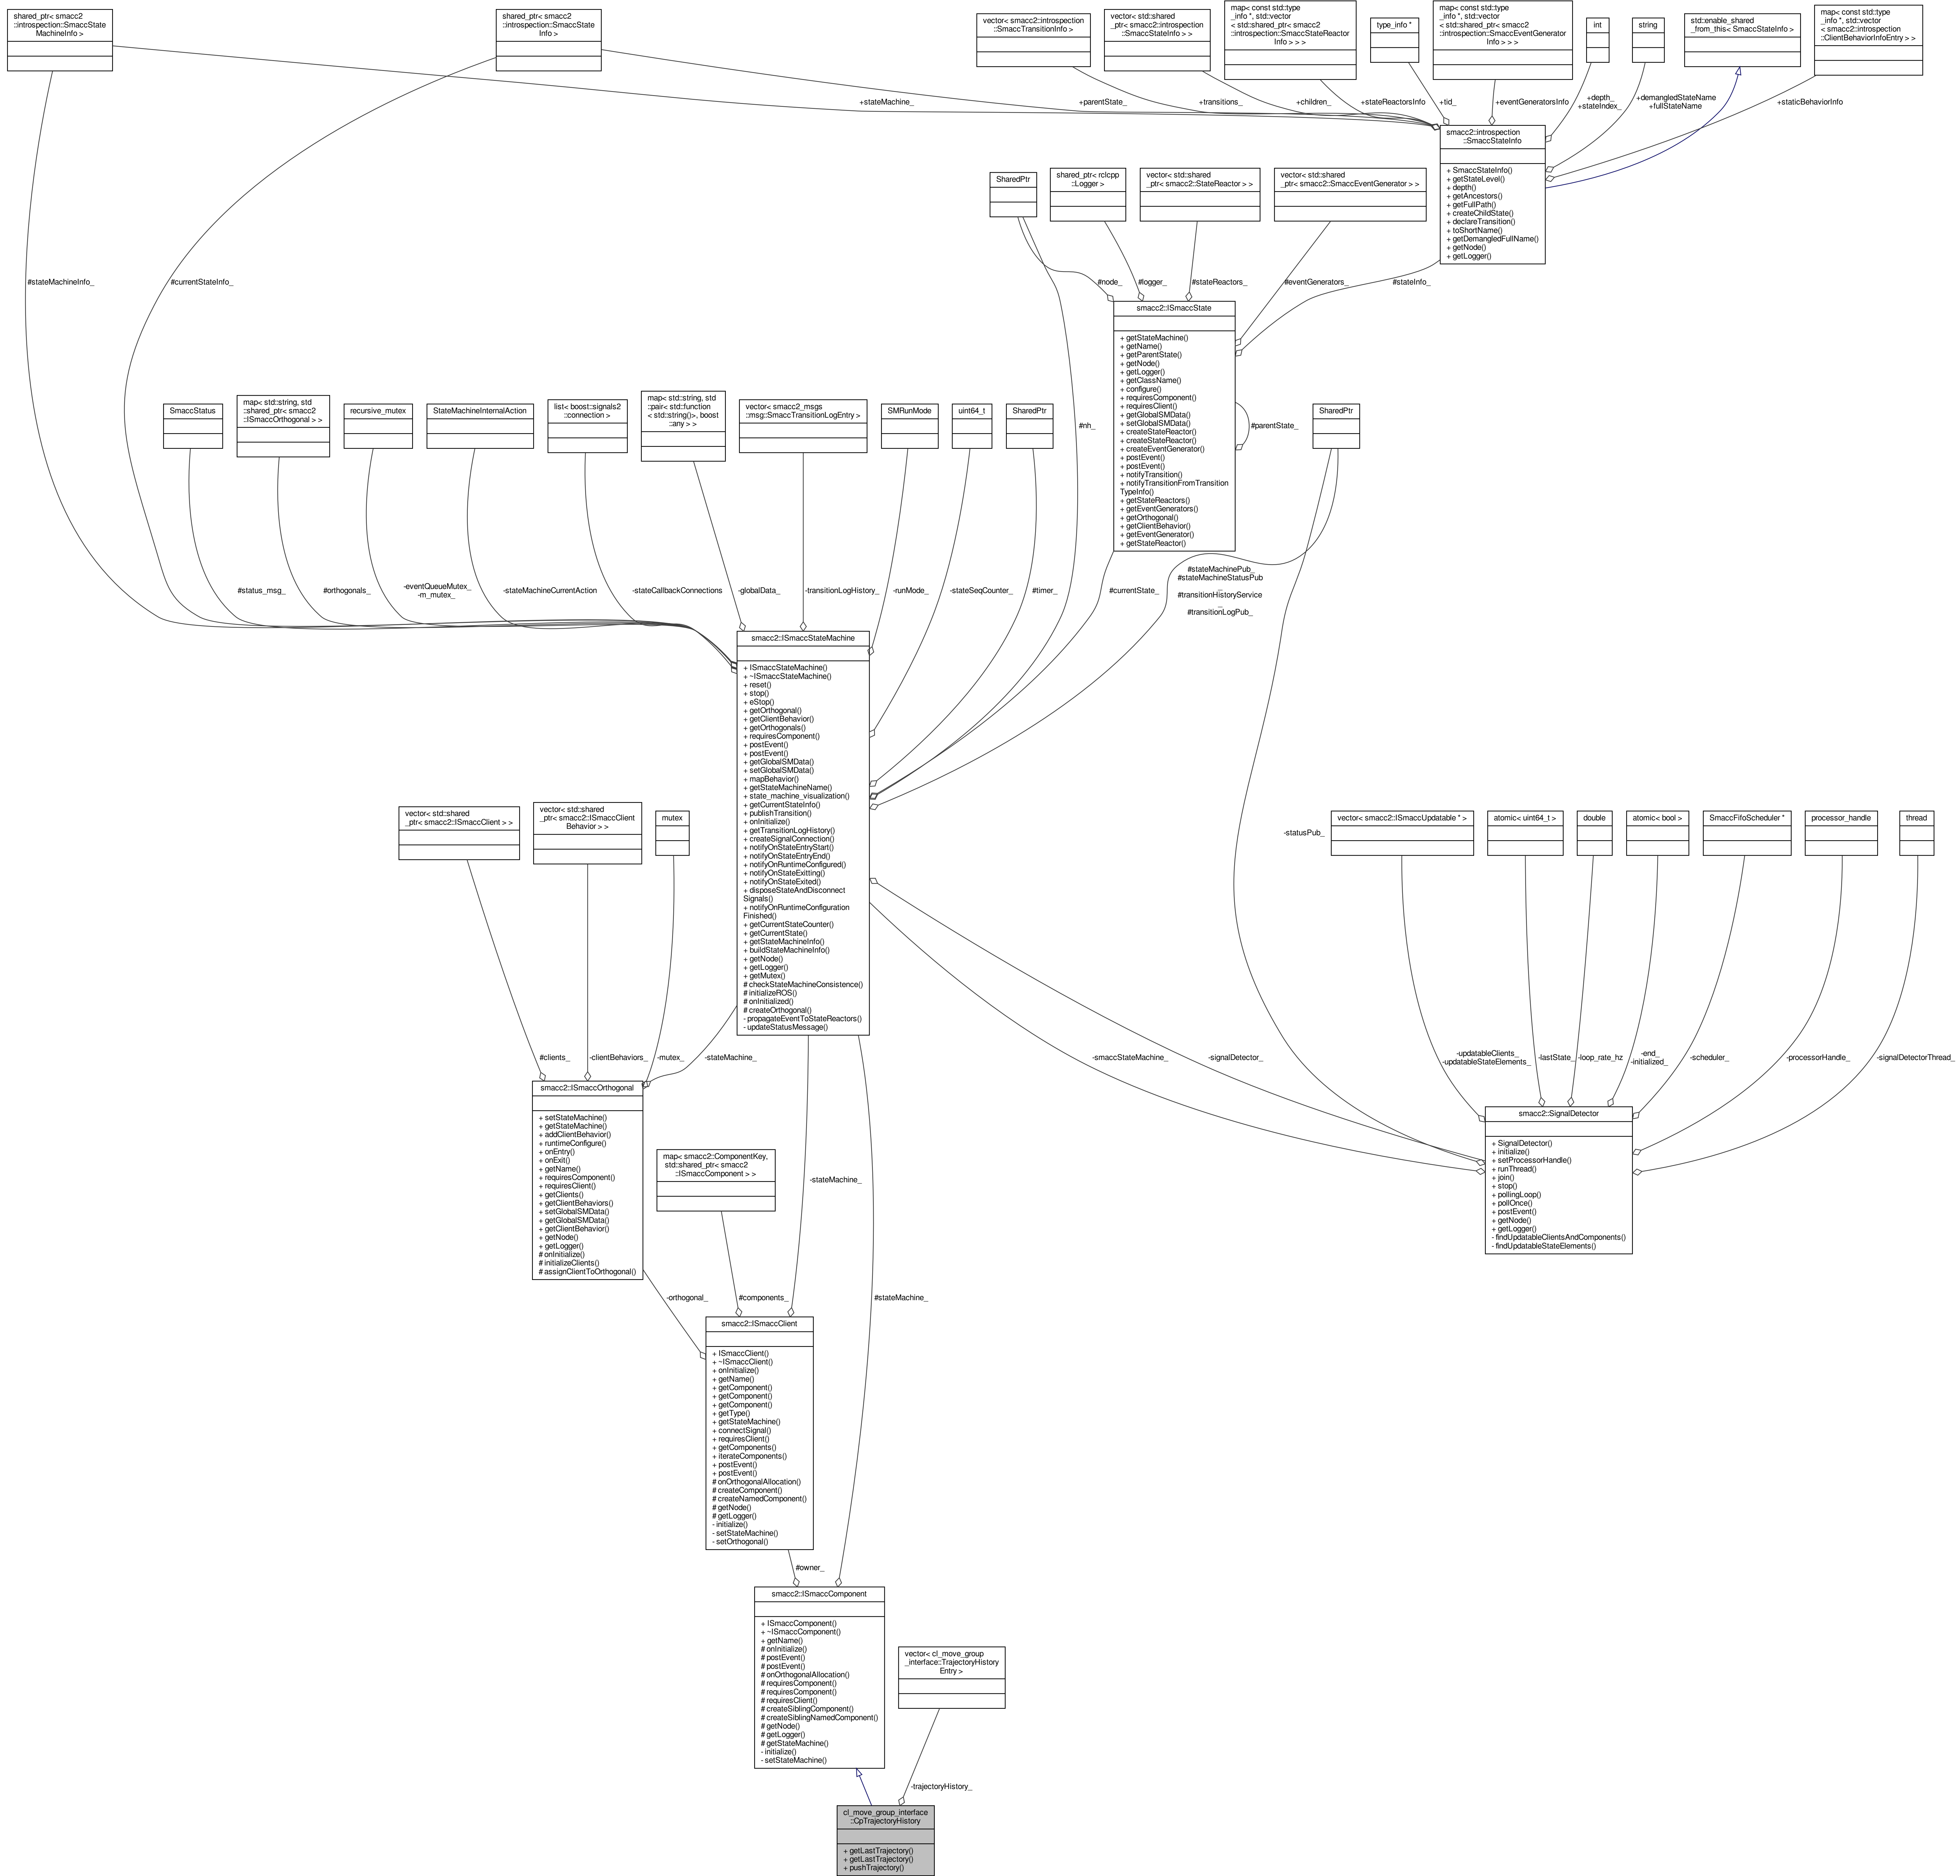 shared_ptr< smacc2
::introspection::SmaccState
MachineInfo >
shared_ptr< smacc2
::introspection::SmaccState
Info >
vector< smacc2::introspection
::SmaccTransitionInfo >
vector< std::shared
_ptr< smacc2::introspection
::SmaccStateInfo > >
map< const std::type
_info *, std::vector
< std::shared_ptr< smacc2
::introspection::SmaccStateReactor
Info > > >
type_info *
map< const std::type
_info *, std::vector
< std::shared_ptr< smacc2
::introspection::SmaccEventGenerator
Info > > >
int
string
std::enable_shared
_from_this< SmaccStateInfo >
map< const std::type
_info *, std::vector
< smacc2::introspection
::ClientBehaviorInfoEntry > >
+stateMachine_
+parentState_
+transitions_
+children_
+stateReactorsInfo
+tid_
+eventGeneratorsInfo
+depth_
+stateIndex_
+demangledStateName
+fullStateName
+staticBehaviorInfo
smacc2::introspection
::SmaccStateInfo
+ SmaccStateInfo()
+ getStateLevel()
+ depth()
+ getAncestors()
+ getFullPath()
+ createChildState()
+ declareTransition()
+ toShortName()
+ getDemangledFullName()
+ getNode()
+ getLogger()
SharedPtr
shared_ptr< rclcpp
::Logger >
vector< std::shared
_ptr< smacc2::StateReactor > >
vector< std::shared
_ptr< smacc2::SmaccEventGenerator > >
#stateMachineInfo_
#currentStateInfo_
#node_
#logger_
#stateReactors_
#eventGenerators_
#stateInfo_
smacc2::ISmaccState
+ getStateMachine()
+ getName()
+ getParentState()
+ getNode()
+ getLogger()
+ getClassName()
+ configure()
+ requiresComponent()
+ requiresClient()
+ getGlobalSMData()
+ setGlobalSMData()
+ createStateReactor()
+ createStateReactor()
+ createEventGenerator()
+ postEvent()
+ postEvent()
+ notifyTransition()
+ notifyTransitionFromTransition
TypeInfo()
+ getStateReactors()
+ getEventGenerators()
+ getOrthogonal()
+ getClientBehavior()
+ getEventGenerator()
+ getStateReactor()
#parentState_
#nh_
SmaccStatus
map< std::string, std
::shared_ptr< smacc2
::ISmaccOrthogonal > >
recursive_mutex
StateMachineInternalAction
list< boost::signals2
::connection >
map< std::string, std
::pair< std::function
< std::string()>, boost
::any > >
vector< smacc2_msgs
::msg::SmaccTransitionLogEntry >
SMRunMode
uint64_t
SharedPtr
SharedPtr
#status_msg_
#orthogonals_
-eventQueueMutex_
-m_mutex_
-stateMachineCurrentAction
-stateCallbackConnections
-globalData_
-transitionLogHistory_
-runMode_
-stateSeqCounter_
#timer_
#currentState_
#stateMachinePub_
#stateMachineStatusPub
_
#transitionHistoryService
_
#transitionLogPub_
smacc2::ISmaccStateMachine
+ ISmaccStateMachine()
+ ~ISmaccStateMachine()
+ reset()
+ stop()
+ eStop()
+ getOrthogonal()
+ getClientBehavior()
+ getOrthogonals()
+ requiresComponent()
+ postEvent()
+ postEvent()
+ getGlobalSMData()
+ setGlobalSMData()
+ mapBehavior()
+ getStateMachineName()
+ state_machine_visualization()
+ getCurrentStateInfo()
+ publishTransition()
+ onInitialize()
+ getTransitionLogHistory()
+ createSignalConnection()
+ notifyOnStateEntryStart()
+ notifyOnStateEntryEnd()
+ notifyOnRuntimeConfigured()
+ notifyOnStateExitting()
+ notifyOnStateExited()
+ disposeStateAndDisconnect
Signals()
+ notifyOnRuntimeConfiguration
Finished()
+ getCurrentStateCounter()
+ getCurrentState()
+ getStateMachineInfo()
+ buildStateMachineInfo()
+ getNode()
+ getLogger()
+ getMutex()
# checkStateMachineConsistence()
# initializeROS()
# onInitialized()
# createOrthogonal()
- propagateEventToStateReactors()
- updateStatusMessage()
vector< std::shared
_ptr< smacc2::ISmaccClient > >
vector< std::shared
_ptr< smacc2::ISmaccClient
Behavior > >
mutex
-statusPub_
vector< smacc2::ISmaccUpdatable * >
atomic< uint64_t >
double
atomic< bool >
SmaccFifoScheduler *
processor_handle
thread
#clients_
-clientBehaviors_
-mutex_
-stateMachine_
-smaccStateMachine_
-signalDetector_
-updatableClients_
-updatableStateElements_
-lastState_
-loop_rate_hz
-end_
-initialized_
-scheduler_
-processorHandle_
-signalDetectorThread_
smacc2::ISmaccOrthogonal
+ setStateMachine()
+ getStateMachine()
+ addClientBehavior()
+ runtimeConfigure()
+ onEntry()
+ onExit()
+ getName()
+ requiresComponent()
+ requiresClient()
+ getClients()
+ getClientBehaviors()
+ setGlobalSMData()
+ getGlobalSMData()
+ getClientBehavior()
+ getNode()
+ getLogger()
# onInitialize()
# initializeClients()
# assignClientToOrthogonal()
smacc2::SignalDetector
+ SignalDetector()
+ initialize()
+ setProcessorHandle()
+ runThread()
+ join()
+ stop()
+ pollingLoop()
+ pollOnce()
+ postEvent()
+ getNode()
+ getLogger()
- findUpdatableClientsAndComponents()
- findUpdatableStateElements()
map< smacc2::ComponentKey,
std::shared_ptr< smacc2
::ISmaccComponent > >
-stateMachine_
-orthogonal_
#components_
#stateMachine_
smacc2::ISmaccClient
+ ISmaccClient()
+ ~ISmaccClient()
+ onInitialize()
+ getName()
+ getComponent()
+ getComponent()
+ getComponent()
+ getType()
+ getStateMachine()
+ connectSignal()
+ requiresClient()
+ getComponents()
+ iterateComponents()
+ postEvent()
+ postEvent()
# onOrthogonalAllocation()
# createComponent()
# createNamedComponent()
# getNode()
# getLogger()
- initialize()
- setStateMachine()
- setOrthogonal()
#owner_
smacc2::ISmaccComponent
+ ISmaccComponent()
+ ~ISmaccComponent()
+ getName()
# onInitialize()
# postEvent()
# postEvent()
# onOrthogonalAllocation()
# requiresComponent()
# requiresComponent()
# requiresClient()
# createSiblingComponent()
# createSiblingNamedComponent()
# getNode()
# getLogger()
# getStateMachine()
- initialize()
- setStateMachine()
vector< cl_move_group
_interface::TrajectoryHistory
Entry >
-trajectoryHistory_
cl_move_group_interface
::CpTrajectoryHistory
+ getLastTrajectory()
+ getLastTrajectory()
+ pushTrajectory()